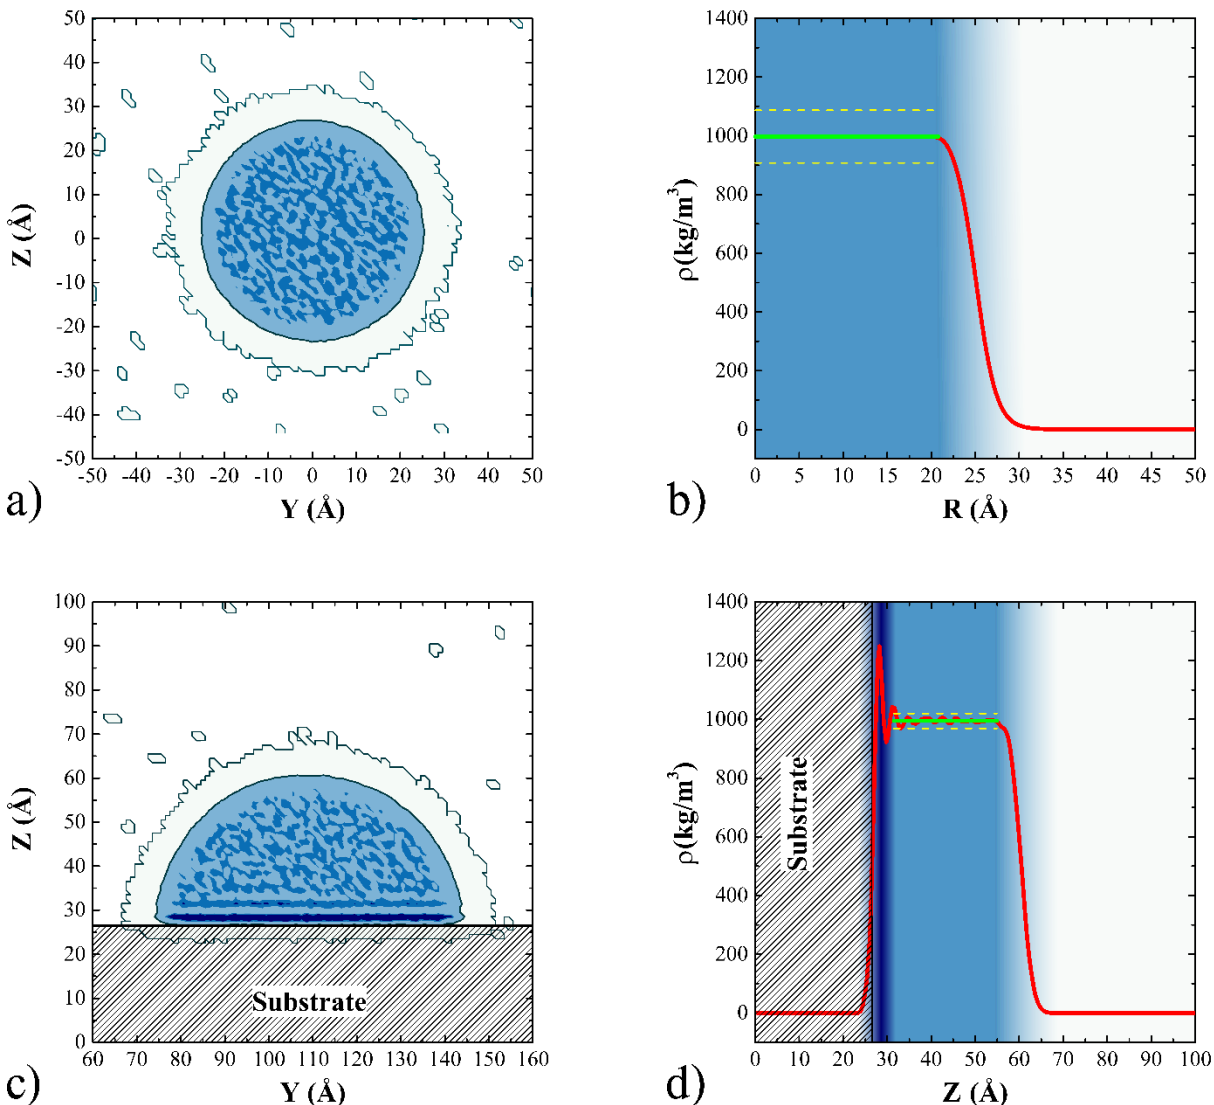 50
40
30
20
10
0
-10
-20
-30
-40
-50
Z (Å)
-50 -40 -30 -20 -10 0 10 20 30 40 50
Y (Å)
a)
1400
1200
1000
800
600
400
200
0
ρ(kg/m³)
0 5 10 15 20 25 30 35 40 45 50
R (Å)
b)
100
90
80
70
60
50
40
30
20
10
0
Z (Å)
Substrate
60 70 80 90 100 110 120 130 140 150 160
Y (Å)
c)
1400
1200
1000
800
600
400
200
0
ρ(kg/m³)
Substrate
0 10 20 30 40 50 60 70 80 90 100
Z (Å)
d)